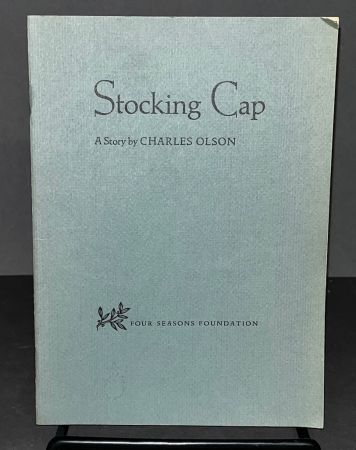 Stocking Cap
A Story by CHARLES OLSON
FOUR SEASONS FOUNDATION